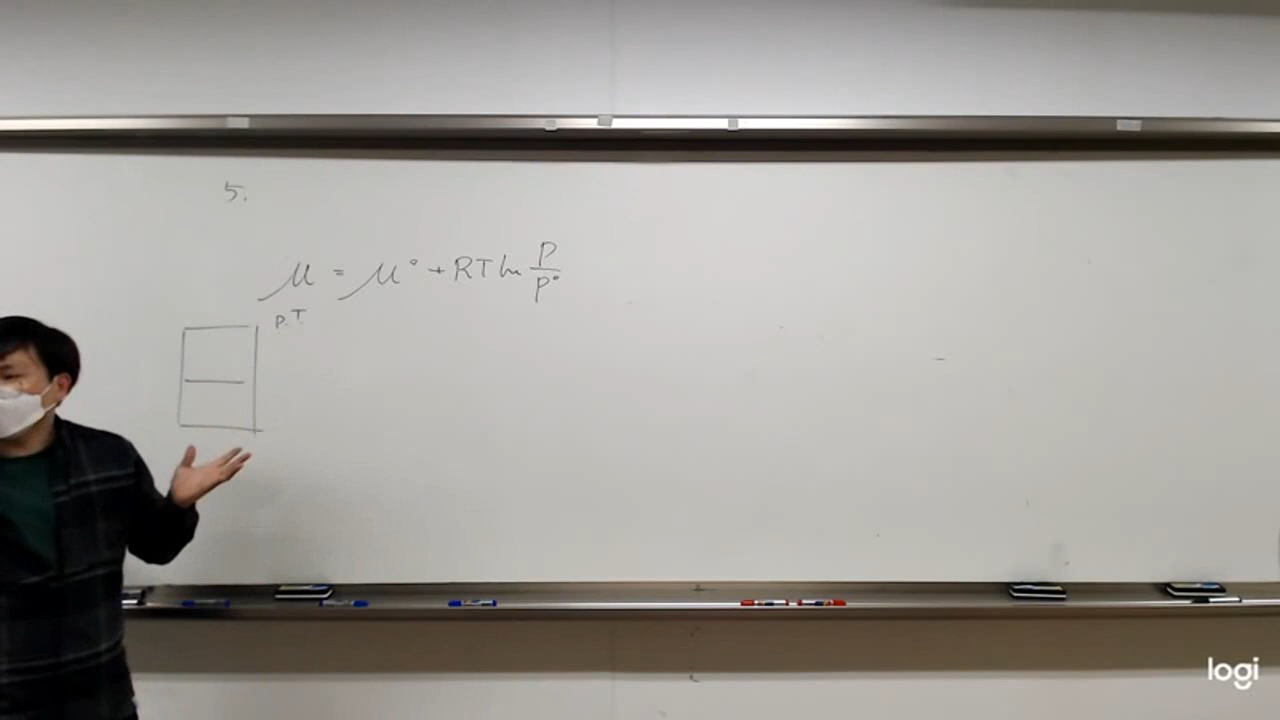 5.
μ = μ° + RT ln P/P°
P.T.
logi